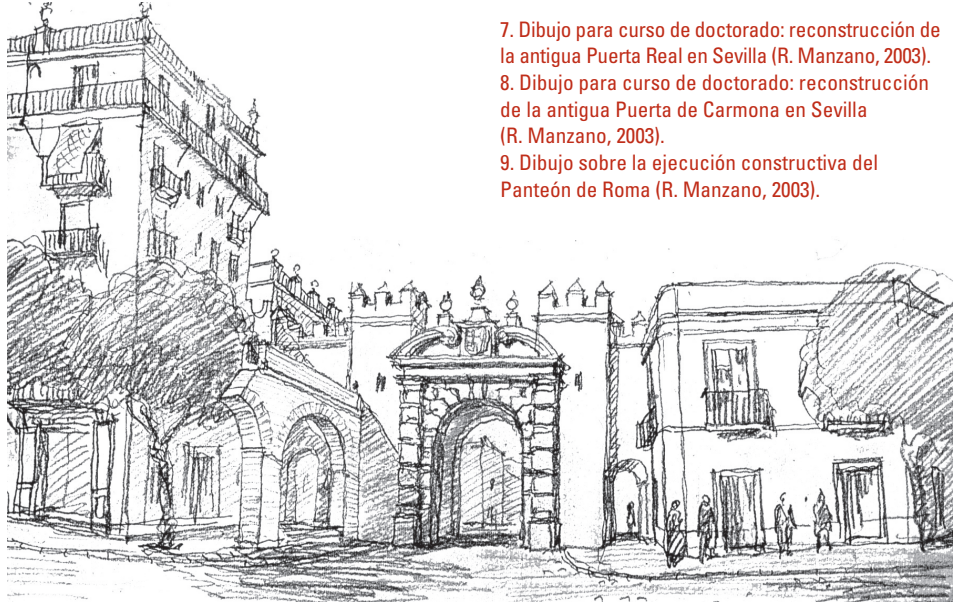 7. Dibujo para curso de doctorado: reconstrucción de
la antigua Puerta Real en Sevilla (R. Manzano, 2003).
8. Dibujo para curso de doctorado: reconstrucción
de la antigua Puerta de Carmona en Sevilla
(R. Manzano, 2003).
9. Dibujo sobre la ejecución constructiva del
Panteón de Roma (R. Manzano, 2003).